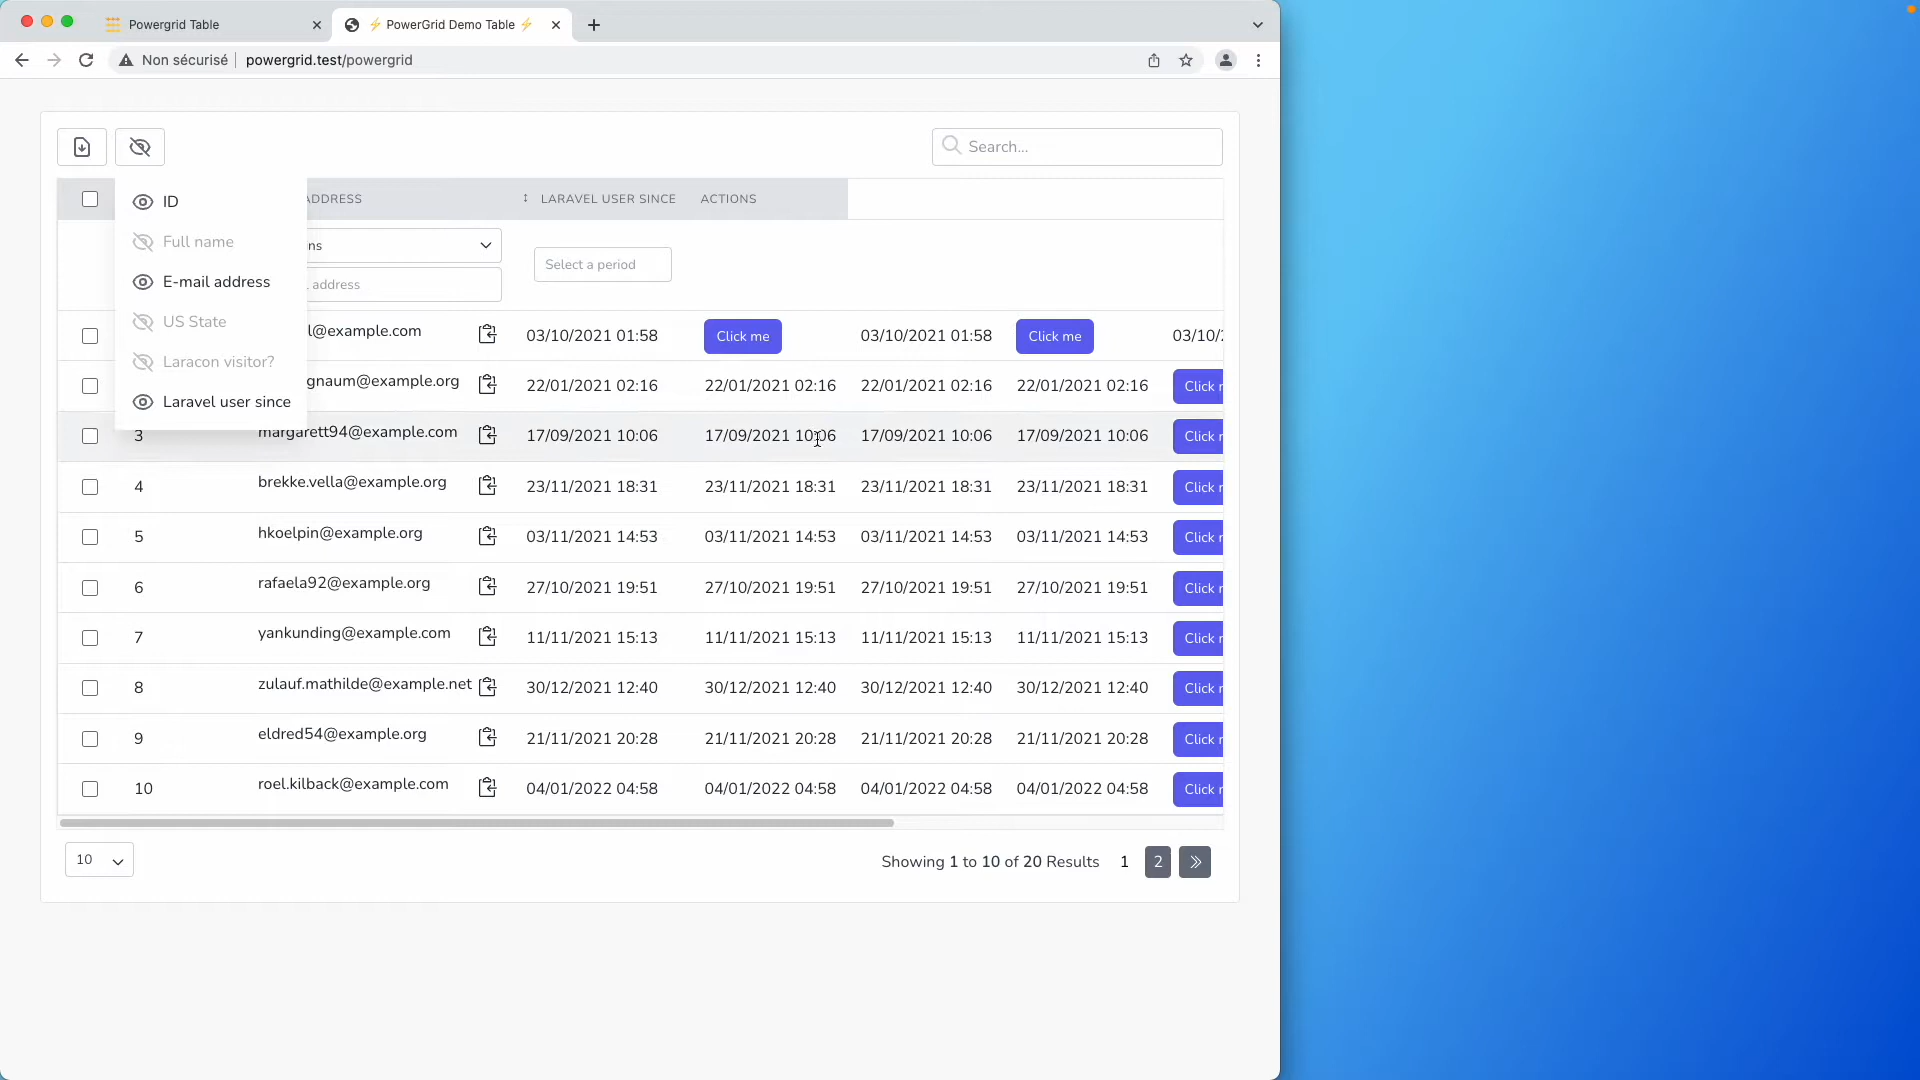 Powergrid Table
⚡ PowerGrid Demo Table ⚡
Non sécurisé
powergrid.test/powergrid
Search...
ID
Full name
E-mail address
US State
Laracon visitor?
Laravel user since
ADDRESS LARAVEL USER SINCE ACTIONS
ns
Select a period
address
l@example.com 03/10/2021 01:58 Click me 03/10/2021 01:58 Click me 03/10/
gnaum@example.org 22/01/2021 02:16 22/01/2021 02:16 22/01/2021 02:16 22/01/2021 02:16 Click
3 margarett94@example.com 17/09/2021 10:06 17/09/2021 10:06 17/09/2021 10:06 17/09/2021 10:06 Click
4 brekke.vella@example.org 23/11/2021 18:31 23/11/2021 18:31 23/11/2021 18:31 23/11/2021 18:31 Click
5 hkoelpin@example.org 03/11/2021 14:53 03/11/2021 14:53 03/11/2021 14:53 03/11/2021 14:53 Click
6 rafaela92@example.org 27/10/2021 19:51 27/10/2021 19:51 27/10/2021 19:51 27/10/2021 19:51 Click
7 yankunding@example.com 11/11/2021 15:13 11/11/2021 15:13 11/11/2021 15:13 11/11/2021 15:13 Click
8 zulauf.mathilde@example.net 30/12/2021 12:40 30/12/2021 12:40 30/12/2021 12:40 30/12/2021 12:40 Click
9 eldred54@example.org 21/11/2021 20:28 21/11/2021 20:28 21/11/2021 20:28 21/11/2021 20:28 Click
10 roel.kilback@example.com 04/01/2022 04:58 04/01/2022 04:58 04/01/2022 04:58 04/01/2022 04:58 Click
10
Showing 1 to 10 of 20 Results 1 2